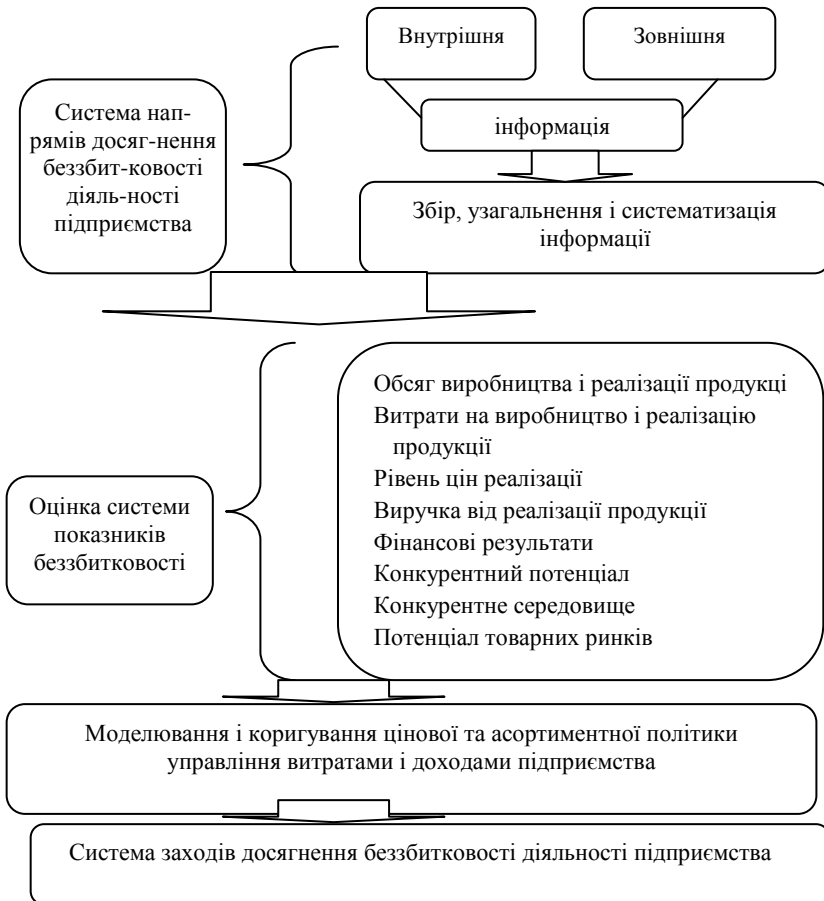 Внутрішня
Зовнішня
інформація
Система нап-
рямів досяг-нення
беззбит-ковості
діяль-ності
підприємства
Збір, узагальнення і систематизація
інформації
Обсяг виробництва і реалізації продукці
Витрати на виробництво і реалізацію
продукції
Рівень цін реалізації
Виручка від реалізації продукції
Фінансові результати
Конкурентний потенціал
Конкурентне середовище
Потенціал товарних ринків
Оцінка системи
показників
беззбитковості
Моделювання і коригування цінової та асортиментної політики
управління витратами і доходами підприємства
Система заходів досягнення беззбитковості діяльності підприємства